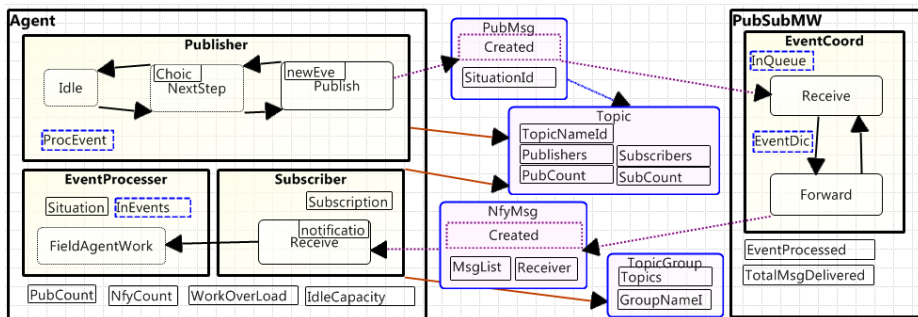 Agent
Publisher
Idle
Choic
NextStep
newEve
Publish
ProcEvent
EventProcesser
Situation
InEvents
FieldAgentWork
Subscriber
Subscription
notificatio
Receive
PubCount
NfyCount
WorkOverLoad
IdleCapacity
PubMsg
Created
SituationId
Topic
TopicNameId
Publishers
Subscribers
PubCount
SubCount
NfyMsg
Created
MsgList
Receiver
TopicGroup
Topics
GroupNameI
PubSubMW
EventCoord
InQueue
Receive
EventDic
Forward
EventProcessed
TotalMsgDelivered